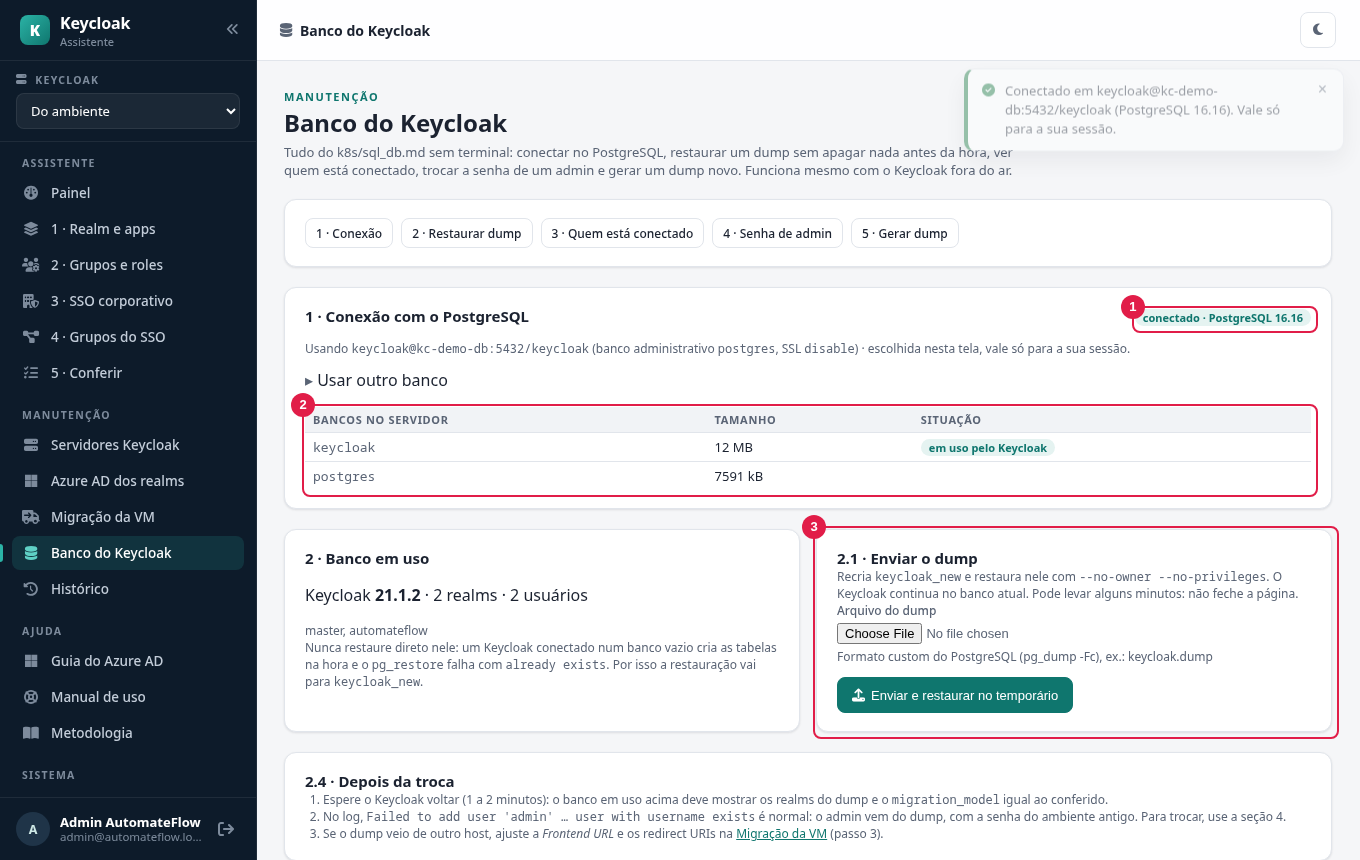 K
Keycloak
Assistente
KEYCLOAK
Do ambiente
ASSISTENTE
Painel
1 · Realm e apps
2 · Grupos e roles
3 · SSO corporativo
4 · Grupos do SSO
5 · Conferir
MANUTENÇÃO
Servidores Keycloak
Azure AD dos realms
Migração da VM
Banco do Keycloak
Histórico
AJUDA
Guia do Azure AD
Manual de uso
Metodologia
SISTEMA
A
Admin AutomateFlow
admin@automateflow.lo...
Banco do Keycloak
Conectado em keycloak@kc-demo-
db:5432/keycloak (PostgreSQL 16.16). Vale só
para a sua sessão.
×
MANUTENÇÃO
Banco do Keycloak
Tudo do k8s/sql_db.md sem terminal: conectar no PostgreSQL, restaurar um dump sem apagar nada antes da hora, ver
quem está conectado, trocar a senha de um admin e gerar um dump novo. Funciona mesmo com o Keycloak fora do ar.
1 · Conexão 2 · Restaurar dump 3 · Quem está conectado 4 · Senha de admin 5 · Gerar dump
1 · Conexão com o PostgreSQL
1
conectado · PostgreSQL 16.16
Usando keycloak@kc-demo-db:5432/keycloak (banco administrativo postgres, SSL disable) · escolhida nesta tela, vale só para a sua sessão.
▸ Usar outro banco
2
BANCOS NO SERVIDOR TAMANHO SITUAÇÃO
keycloak 12 MB em uso pelo Keycloak
postgres 7591 kB
2 · Banco em uso
Keycloak 21.1.2 · 2 realms · 2 usuários
master, automateflow
Nunca restaure direto nele: um Keycloak conectado num banco vazio cria as tabelas
na hora e o pg_restore falha com already exists. Por isso a restauração vai
para keycloak_new.
3
2.1 · Enviar o dump
Recria keycloak_new e restaura nele com --no-owner --no-privileges. O
Keycloak continua no banco atual. Pode levar alguns minutos: não feche a página.
Arquivo do dump
Choose File No file chosen
Formato custom do PostgreSQL (pg_dump -Fc), ex.: keycloak.dump
Enviar e restaurar no temporário
2.4 · Depois da troca
1. Espere o Keycloak voltar (1 a 2 minutos): o banco em uso acima deve mostrar os realms do dump e o migration_model igual ao conferido.
2. No log, Failed to add user 'admin' … user with username exists é normal: o admin vem do dump, com a senha do ambiente antigo. Para trocar, use a seção 4.
3. Se o dump veio de outro host, ajuste a Frontend URL e os redirect URIs na Migração da VM (passo 3).